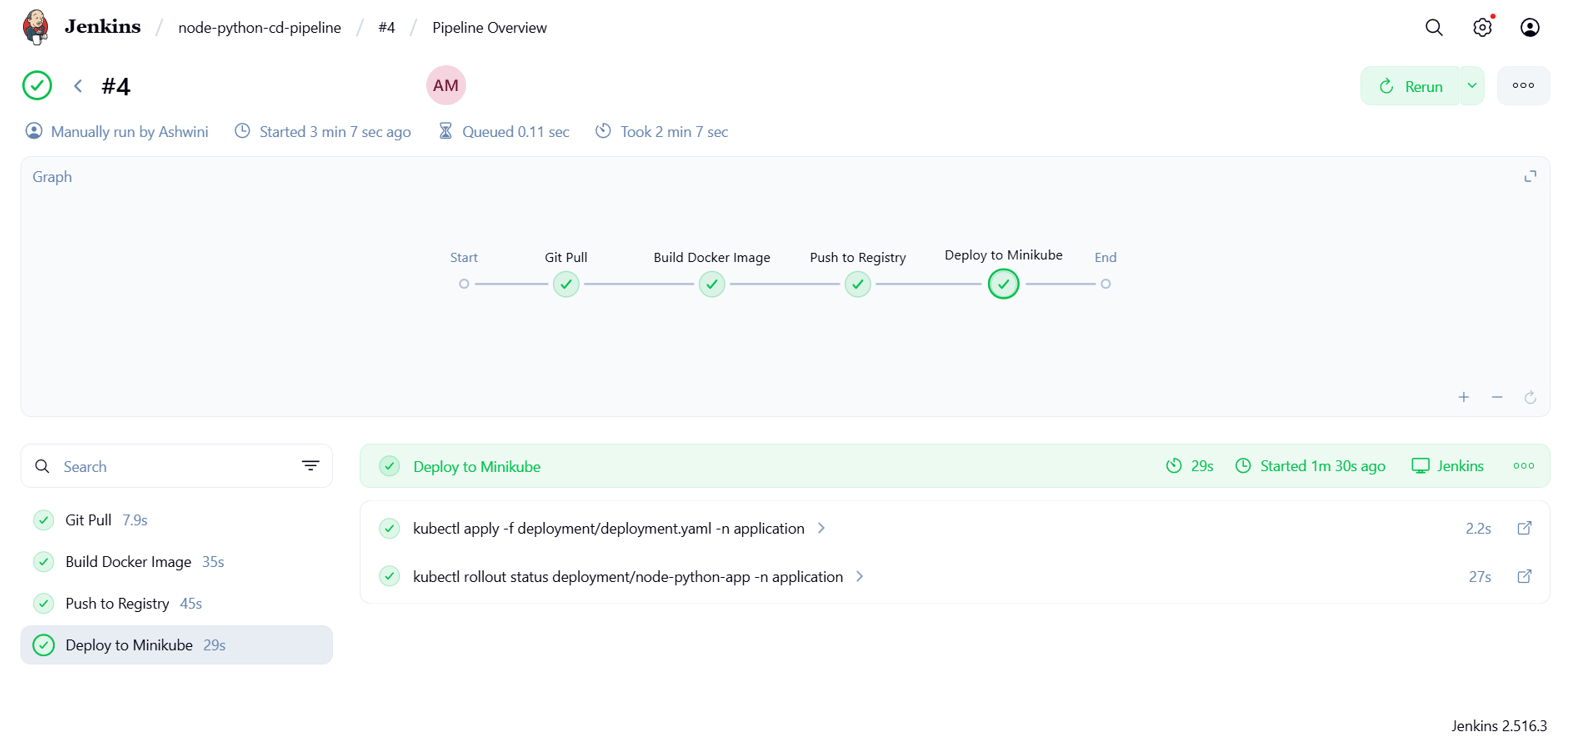 Jenkins / node-python-cd-pipeline / #4 / Pipeline Overview
#4 AM Rerun
Manually run by Ashwini Started 3 min 7 sec ago Queued 0.11 sec Took 2 min 7 sec
Graph
Start Git Pull Build Docker Image Push to Registry Deploy to Minikube End
Search
Git Pull 7.9s
Build Docker Image 35s
Push to Registry 45s
Deploy to Minikube 29s
Deploy to Minikube 29s Started 1m 30s ago Jenkins
kubectl apply -f deployment/deployment.yaml -n application 2.2s
kubectl rollout status deployment/node-python-app -n application 27s
Jenkins 2.516.3